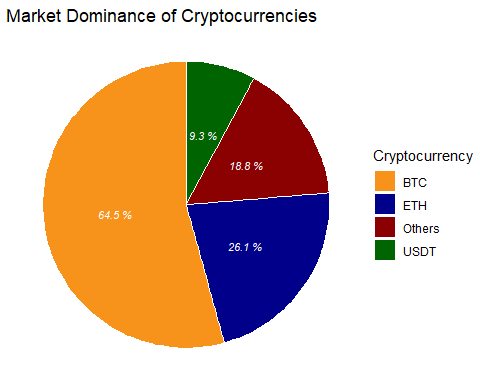 Market Dominance of Cryptocurrencies
9.3 %
18.8 %
64.5 %
26.1 %
Cryptocurrency
BTC
ETH
Others
USDT